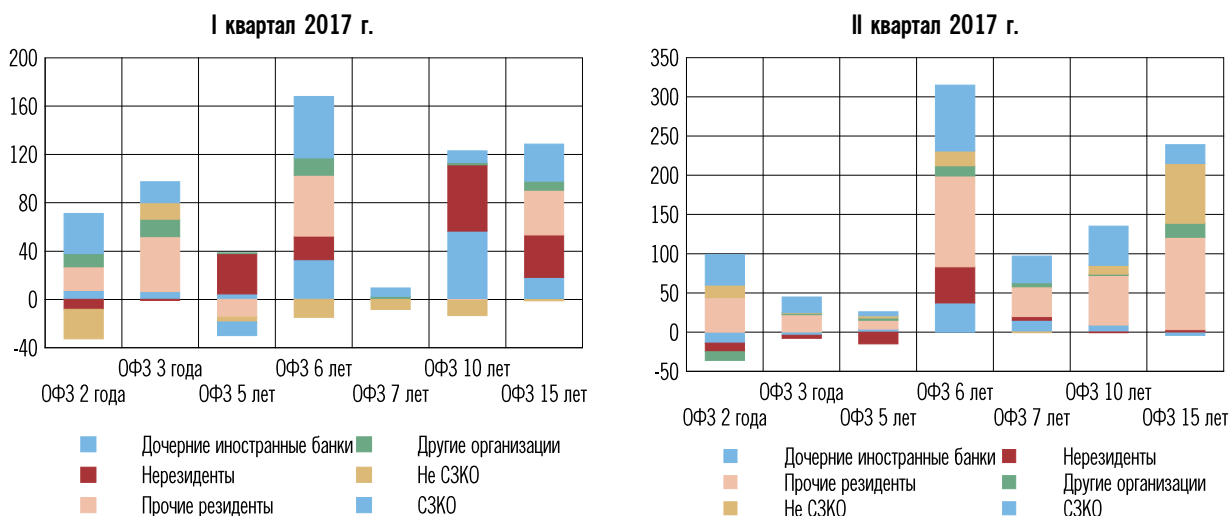 I квартал 2017 г.
200
160
120
80
40
0
-40
ОФЗ 3 года ОФЗ 6 лет ОФЗ 10 лет
ОФЗ 2 года ОФЗ 5 лет ОФЗ 7 лет ОФЗ 15 лет
Дочерние иностранные банки Другие организации
Нерезиденты Не СЗКО
Прочие резиденты СЗКО
II квартал 2017 г.
350
300
250
200
150
100
50
0
-50
ОФЗ 3 года ОФЗ 6 лет ОФЗ 10 лет
ОФЗ 2 года ОФЗ 5 лет ОФЗ 7 лет ОФЗ 15 лет
Дочерние иностранные банки Нерезиденты
Прочие резиденты Другие организации
Не СЗКО СЗКО